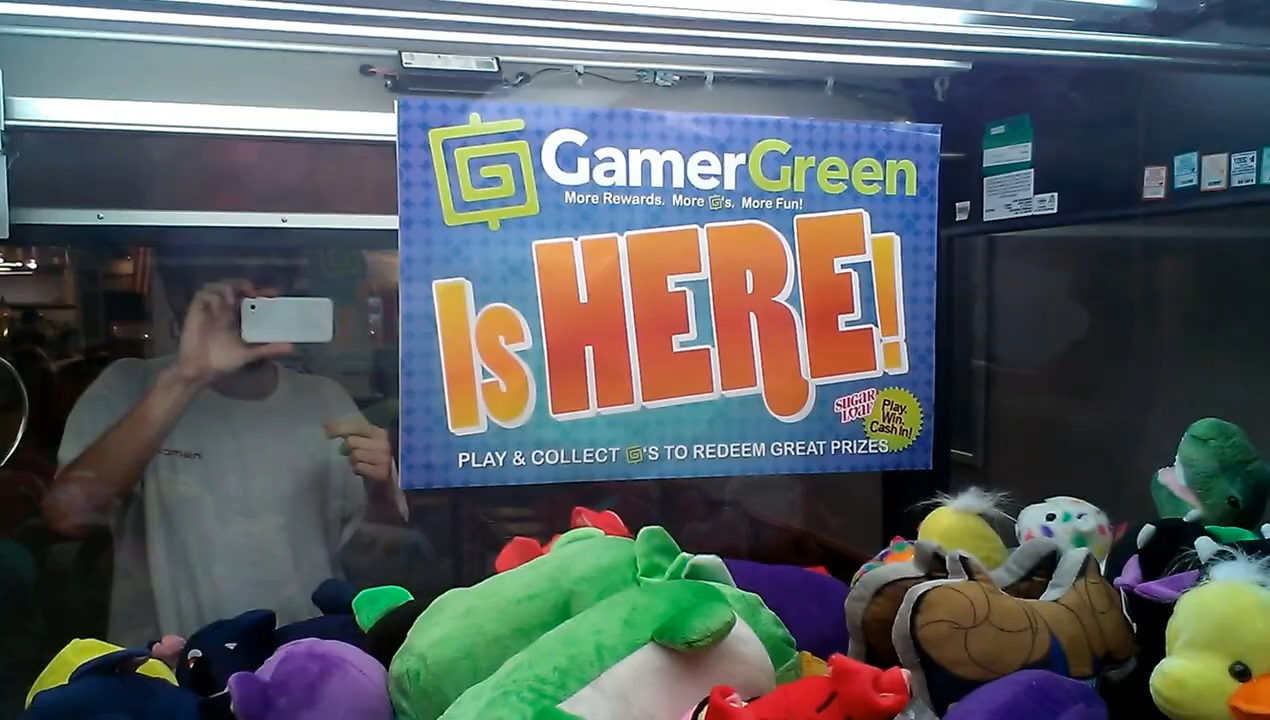 GamerGreen
More Rewards. More G's. More Fun!
Is HERE!
SUGAR
LOAF
Play.
Win.
Cash In!
PLAY & COLLECT G'S TO REDEEM GREAT PRIZES